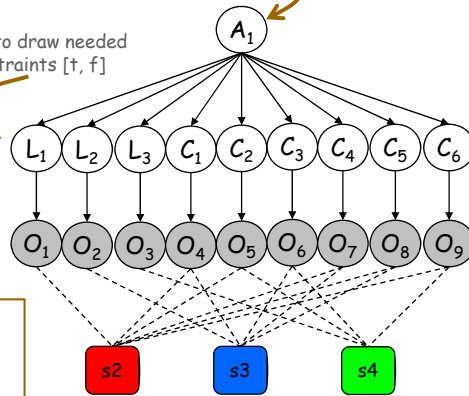 A1
to draw needed
traints [t, f]
L1 L2 L3 C1 C2 C3 C4 C5 C6
O1 O2 O3 O4 O5 O6 O7 O8 O9
s2 s3 s4